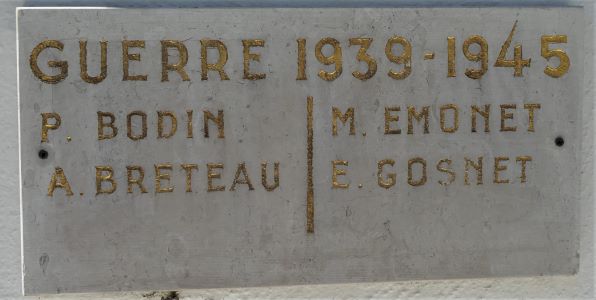 GUERRE 1939-1945
P. BODIN
A. BRETEAU
M. EMONET
E. GOSNET